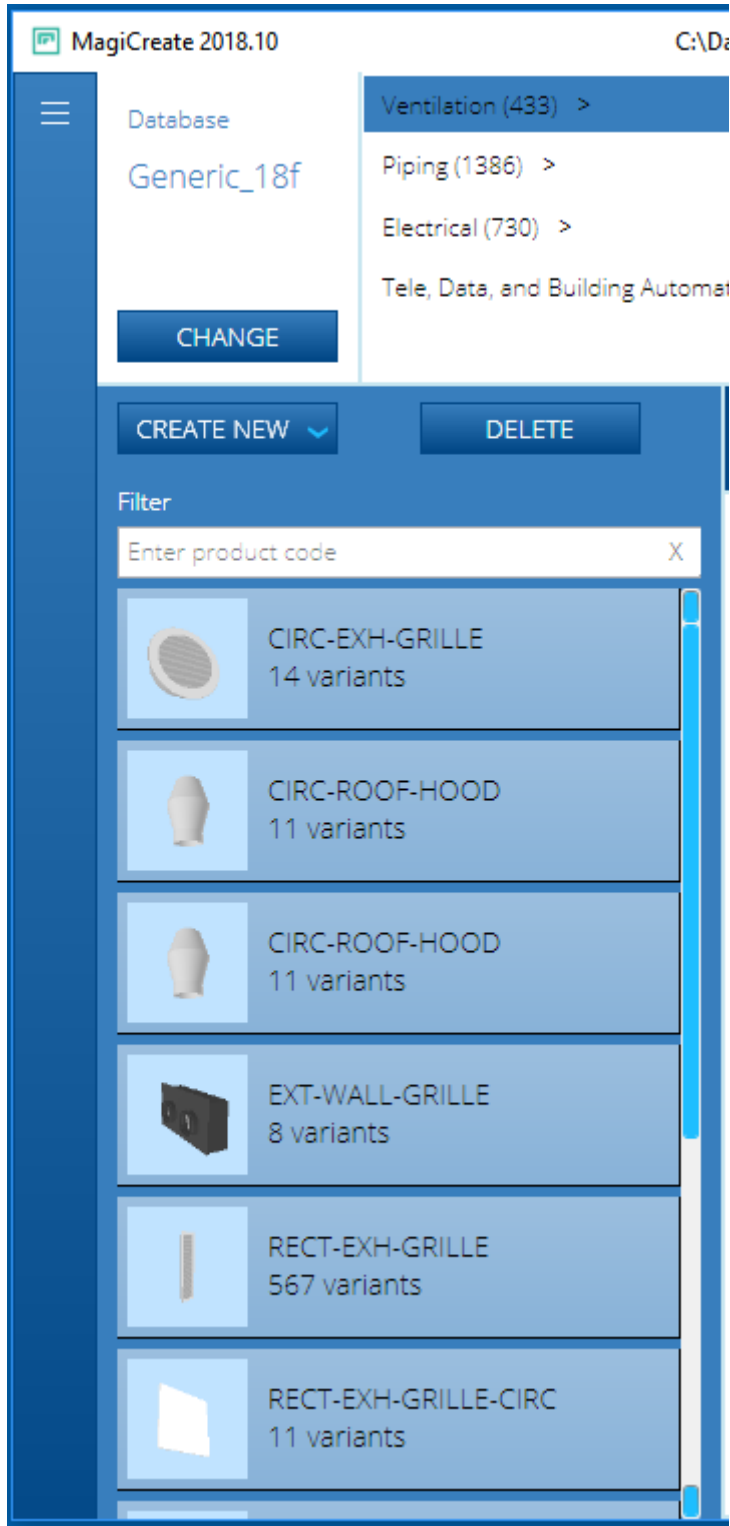 MagiCreate 2018.10
C:\Da
Database
Generic_18f
CHANGE
Ventilation (433) >
Piping (1386) >
Electrical (730) >
Tele, Data, and Building Automat
CREATE NEW
DELETE
Filter
Enter product code X
CIRC-EXH-GRILLE
14 variants
CIRC-ROOF-HOOD
11 variants
CIRC-ROOF-HOOD
11 variants
EXT-WALL-GRILLE
8 variants
RECT-EXH-GRILLE
567 variants
RECT-EXH-GRILLE-CIRC
11 variants